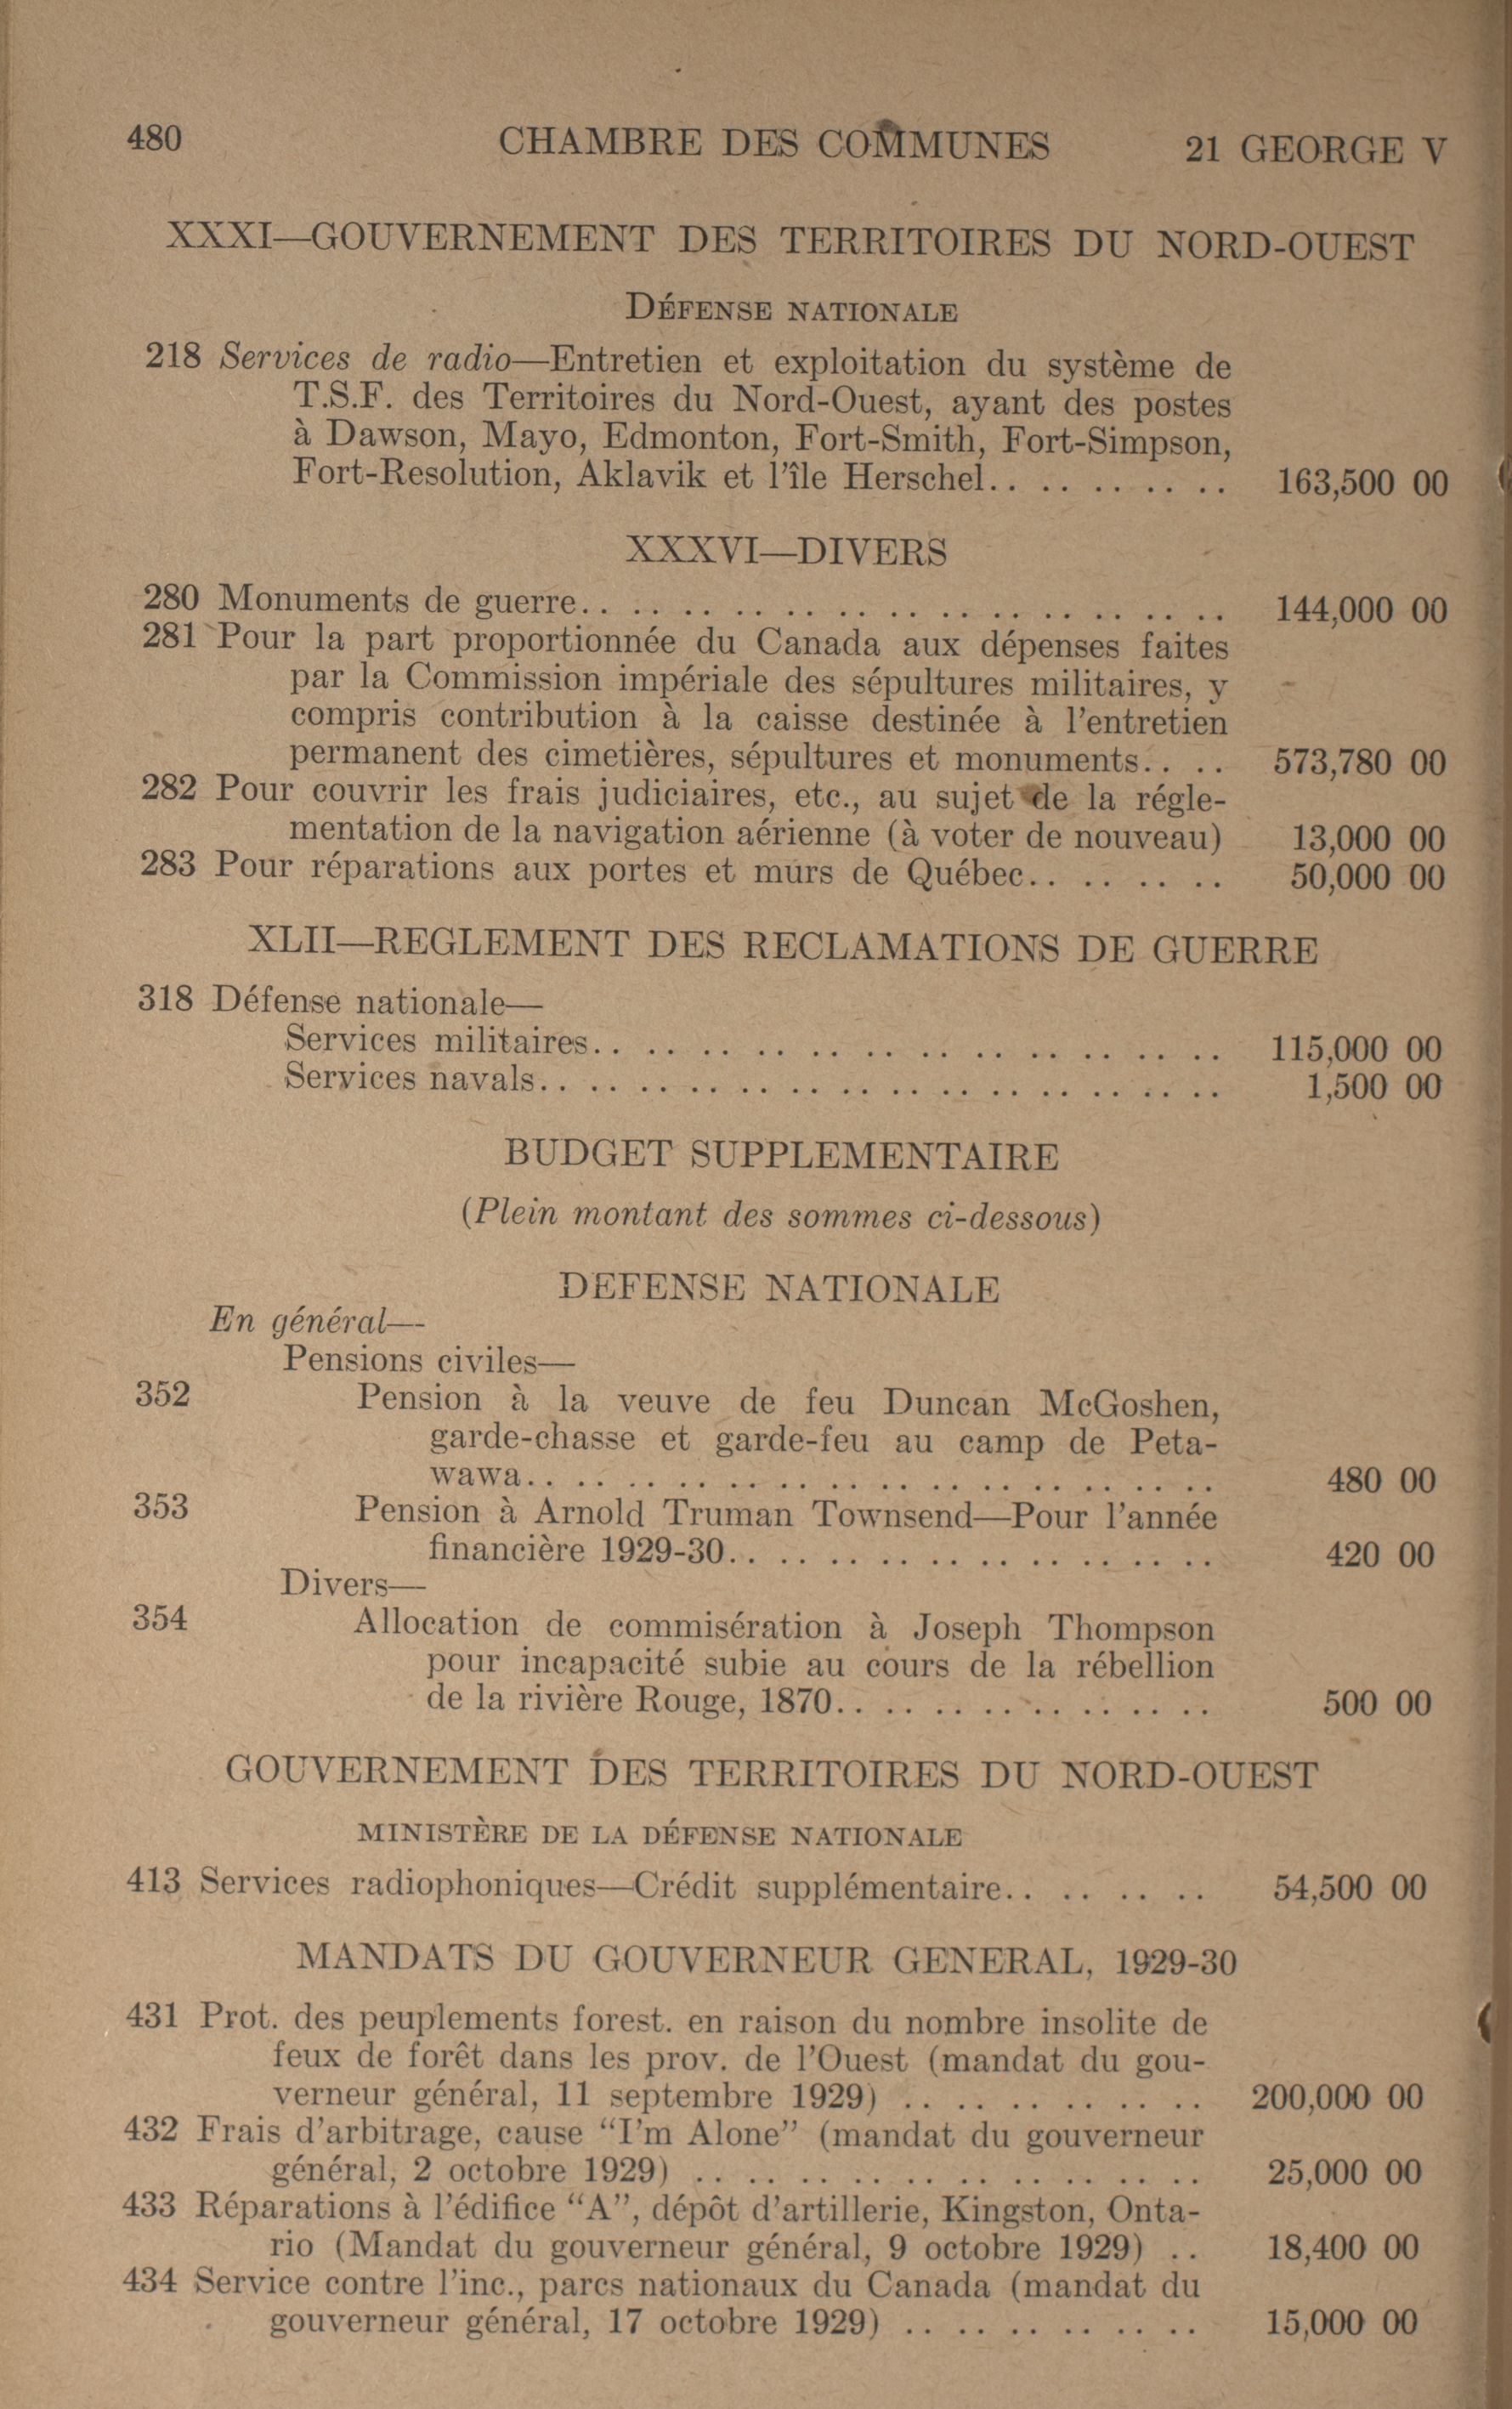 480 CHAMBRE DES COMMUNES 21 GEORGE V
XXXI—GOUVERNEMENT DES TERRITOIRES DU NORD-OUEST
DÉFENSE NATIONALE
218 Services de radio—Entretien et exploitation du système de
T.S.F. des Territoires du Nord-Ouest, ayant des postes
à Dawson, Mayo, Edmonton, Fort-Smith, Fort-Simpson,
Fort-Resolution, Aklavik et l'île Herschel.. .. .. .. .. 163,500 00
XXXVI—DIVERS
280 Monuments de guerre.. .. .. .. .. .. .. .. .. .. .. .. .. 144,000 00
281 Pour la part proportionnée du Canada aux dépenses faites
par la Commission impériale des sépultures militaires, y
compris contribution à la caisse destinée à l'entretien
permanent des cimetières, sépultures et monuments.. .. 573,780 00
282 Pour couvrir les frais judiciaires, etc., au sujet de la régle-
mentation de la navigation aérienne (à voter de nouveau) 13,000 00
283 Pour réparations aux portes et murs de Québec.. .. .. .. 50,000 00
XLII—REGLEMENT DES RECLAMATIONS DE GUERRE
318 Défense nationale—
Services militaires.. .. .. .. .. .. .. .. .. .. .. .. 115,000 00
Services navals.. .. .. .. .. .. .. .. .. .. .. .. .. .. 1,500 00
BUDGET SUPPLEMENTAIRE
(Plein montant des sommes ci-dessous)
DEFENSE NATIONALE
En général—
Pensions civiles—
352 Pension à la veuve de feu Duncan McGoshen,
garde-chasse et garde-feu au camp de Peta-
wawa.. .. .. .. .. .. .. .. .. .. .. .. .. .. 480 00
353 Pension à Arnold Truman Townsend—Pour l'année
financière 1929-30.. .. .. .. .. .. .. .. .. .. 420 00
Divers—
354 Allocation de commisération à Joseph Thompson
pour incapacité subie au cours de la rébellion
de la rivière Rouge, 1870.. .. .. .. .. .. .. .. 500 00
GOUVERNEMENT DES TERRITOIRES DU NORD-OUEST
MINISTÈRE DE LA DÉFENSE NATIONALE
413 Services radiophoniques—Crédit supplémentaire.. .. .. .. 54,500 00
MANDATS DU GOUVERNEUR GENERAL, 1929-30
431 Prot. des peuplements forest. en raison du nombre insolite de
feux de forêt dans les prov. de l'Ouest (mandat du gou-
verneur général, 11 septembre 1929) .. .. .. .. .. .. 200,000 00
432 Frais d'arbitrage, cause “I'm Alone” (mandat du gouverneur
général, 2 octobre 1929) .. .. .. .. .. .. .. .. .. .. 25,000 00
433 Réparations à l'édifice “A”, dépôt d'artillerie, Kingston, Onta-
rio (Mandat du gouverneur général, 9 octobre 1929) .. 18,400 00
434 Service contre l'inc., parcs nationaux du Canada (mandat du
gouverneur général, 17 octobre 1929) .. .. .. .. .. .. 15,000 00